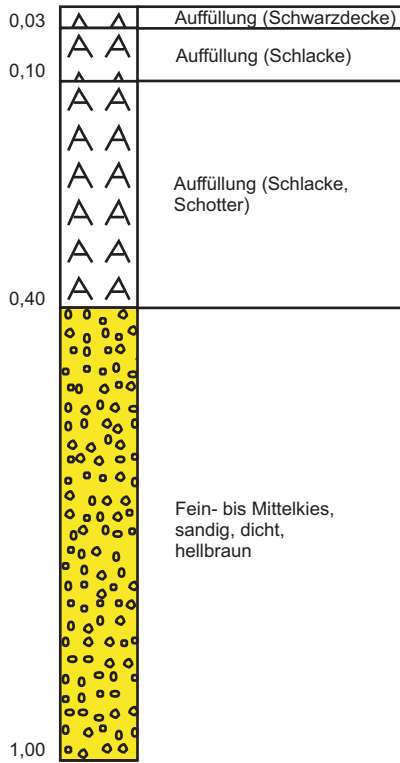 0,03
Auffüllung (Schwarzdecke)
Auffüllung (Schlacke)
0,10
Auffüllung (Schlacke,
Schotter)
0,40
Fein- bis Mittelkies,
sandig, dicht,
hellbraun
1,00